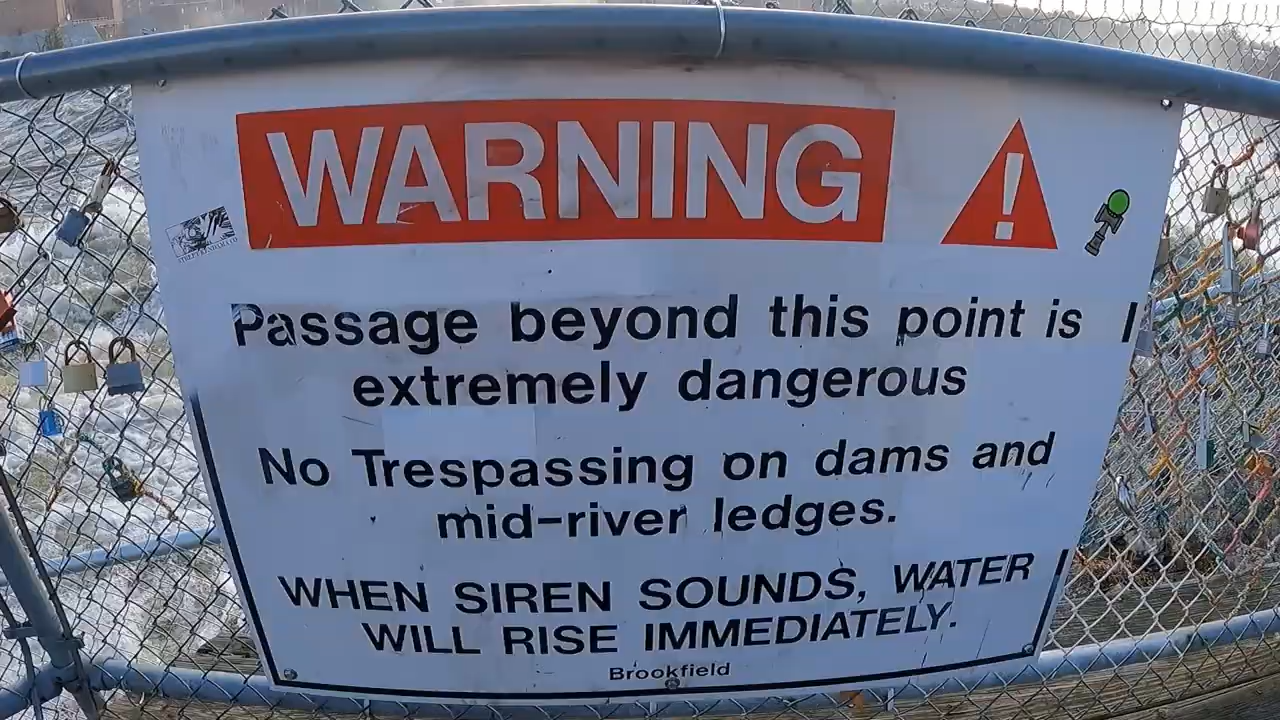 WARNING
Passage beyond this point is
extremely dangerous
No Trespassing on dams and
mid-river ledges.
WHEN SIREN SOUNDS, WATER
WILL RISE IMMEDIATELY.
Brookfield